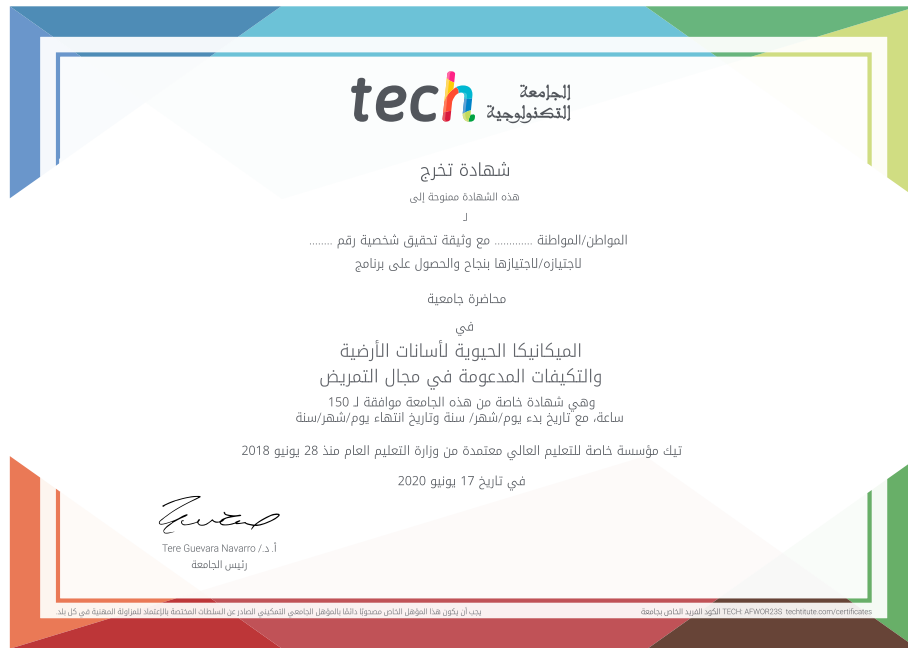 tech
الجامعة
التكنولوجية
شهادة تخرج
هذه الشهادة ممنوحة إلى
لـ
المواطن/المواطنة ............. مع وثيقة تحقيق شخصية رقم ........
لاجتيازه/لاجتيازها بنجاح والحصول على برنامج
محاضرة جامعية
في
الميكانيكا الحيوية لأسانات الأرضية
والتكيفات المدعومة في مجال التمريض
وهي شهادة خاصة من هذه الجامعة موافقة لـ 150
ساعة، مع تاريخ بدء يوم/شهر/ سنة وتاريخ انتهاء يوم/شهر/سنة
تيك مؤسسة خاصة للتعليم العالي معتمدة من وزارة التعليم العام منذ 28 يونيو 2018
في تاريخ 17 يونيو 2020
أ. د./ Tere Guevara Navarro
رئيس الجامعة
يجب أن يكون هذا المؤهل الخاص مصحوبًا دائمًا بالمؤهل الجامعي التمكيني الصادر عن السلطات المختصة بالإعتماد للمزاولة المهنية في كل بلد.
الكود الفريد الخاص بجامعة TECH: AFWOR23S techtitute.com/certificates